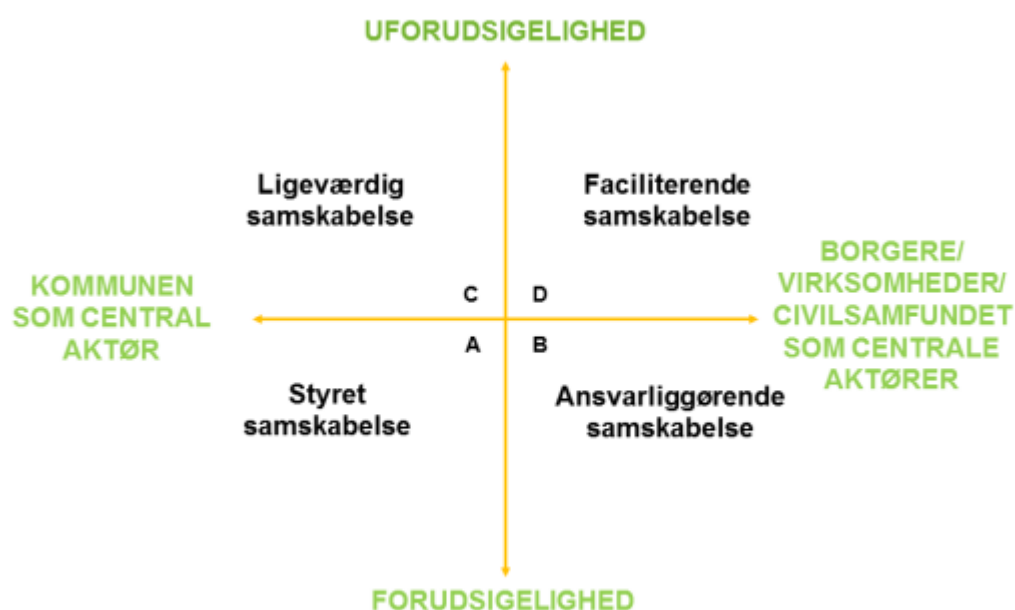 UFORUDSIGELIGHED
Ligeværdig
samskabelse
Faciliterende
samskabelse
KOMMUNEN
SOM CENTRAL
AKTØR
C
D
A
B
BORGERE/
VIRKSOMHEDER/
CIVILSAMFUNDET
SOM CENTRALE
AKTØRER
Styret
samskabelse
Ansvarliggørende
samskabelse
FORUDSIGELIGHED